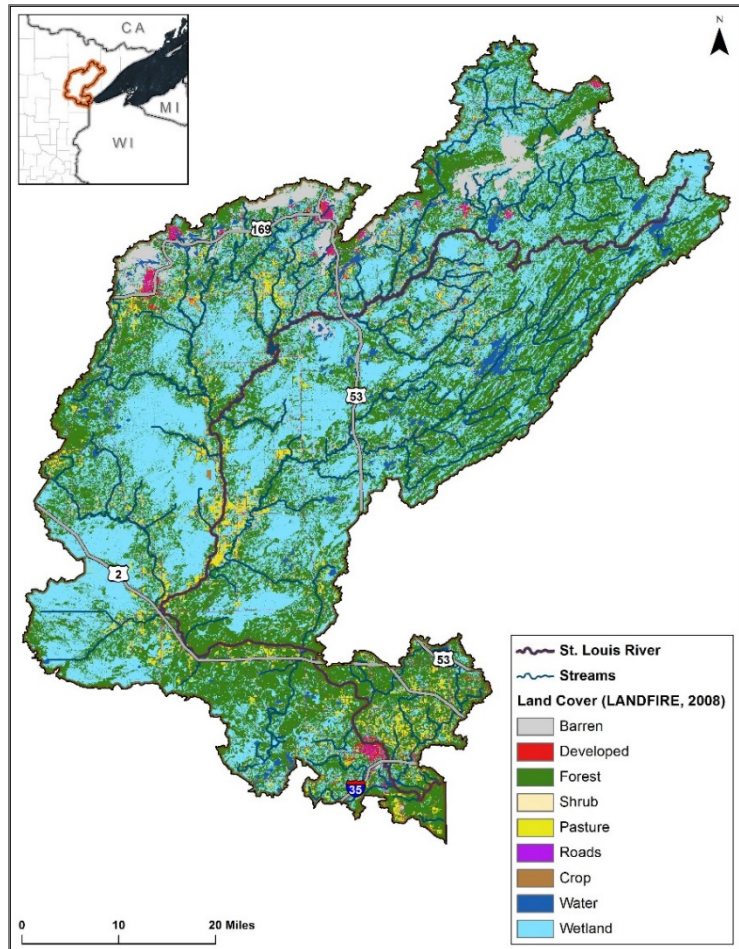 CA
MI
WI
N
169
53
2
53
35
St. Louis River
Streams
Land Cover (LANDFIRE, 2008)
Barren
Developed
Forest
Shrub
Pasture
Roads
Crop
Water
Wetland
0 10 20 Miles